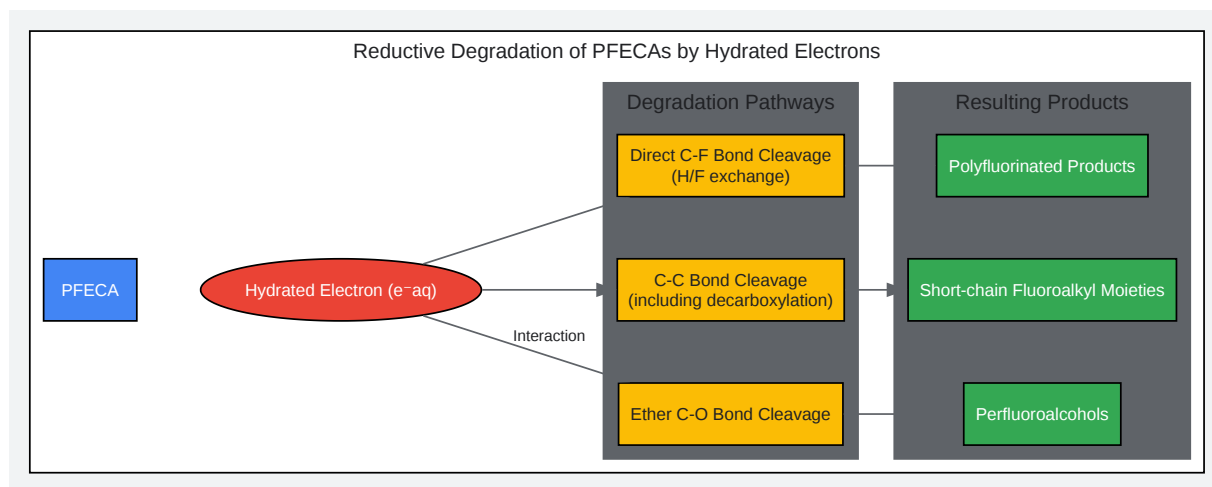 Reductive Degradation of PFECAs by Hydrated Electrons
Degradation Pathways
Resulting Products
Direct C-F Bond Cleavage
(H/F exchange)
Polyfluorinated Products
PFECA
Hydrated Electron (e⁻aq)
C-C Bond Cleavage
(including decarboxylation)
Short-chain Fluoroalkyl Moieties
Interaction
Ether C-O Bond Cleavage
Perfluoroalcohols